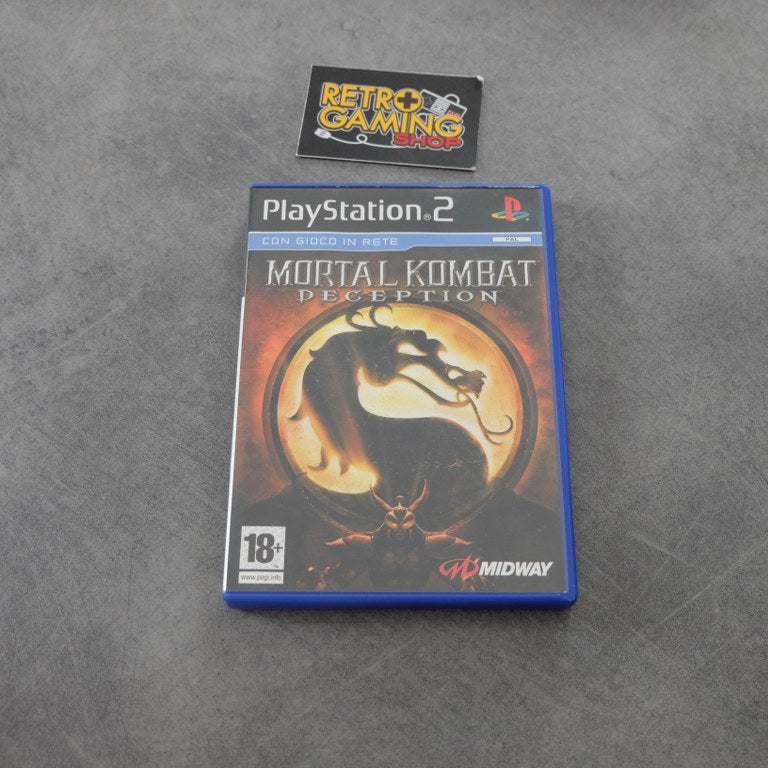 RETRO
GAMING
SHOP
PlayStation®2
CON GIOCO IN RETE
PAL
MORTAL KOMBAT
DECEPTION
18+
www.pegi.info
MIDWAY